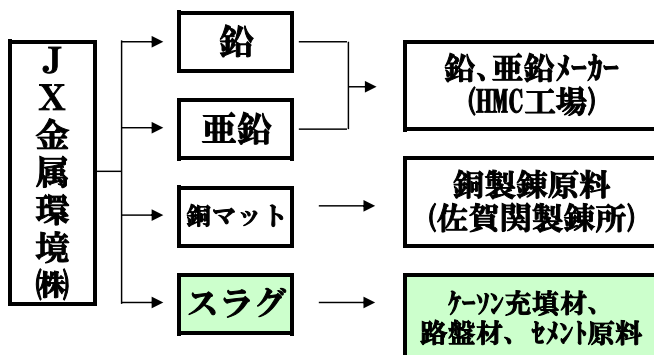 JX金属環境㈱
鉛
亜鉛
銅マット
スラグ
鉛、亜鉛ﾒｰｶｰ
(HMC工場)
銅製錬原料
(佐賀関製錬所)
ｹｰｿﾝ充填材、
路盤材、ｾﾒﾝﾄ原料